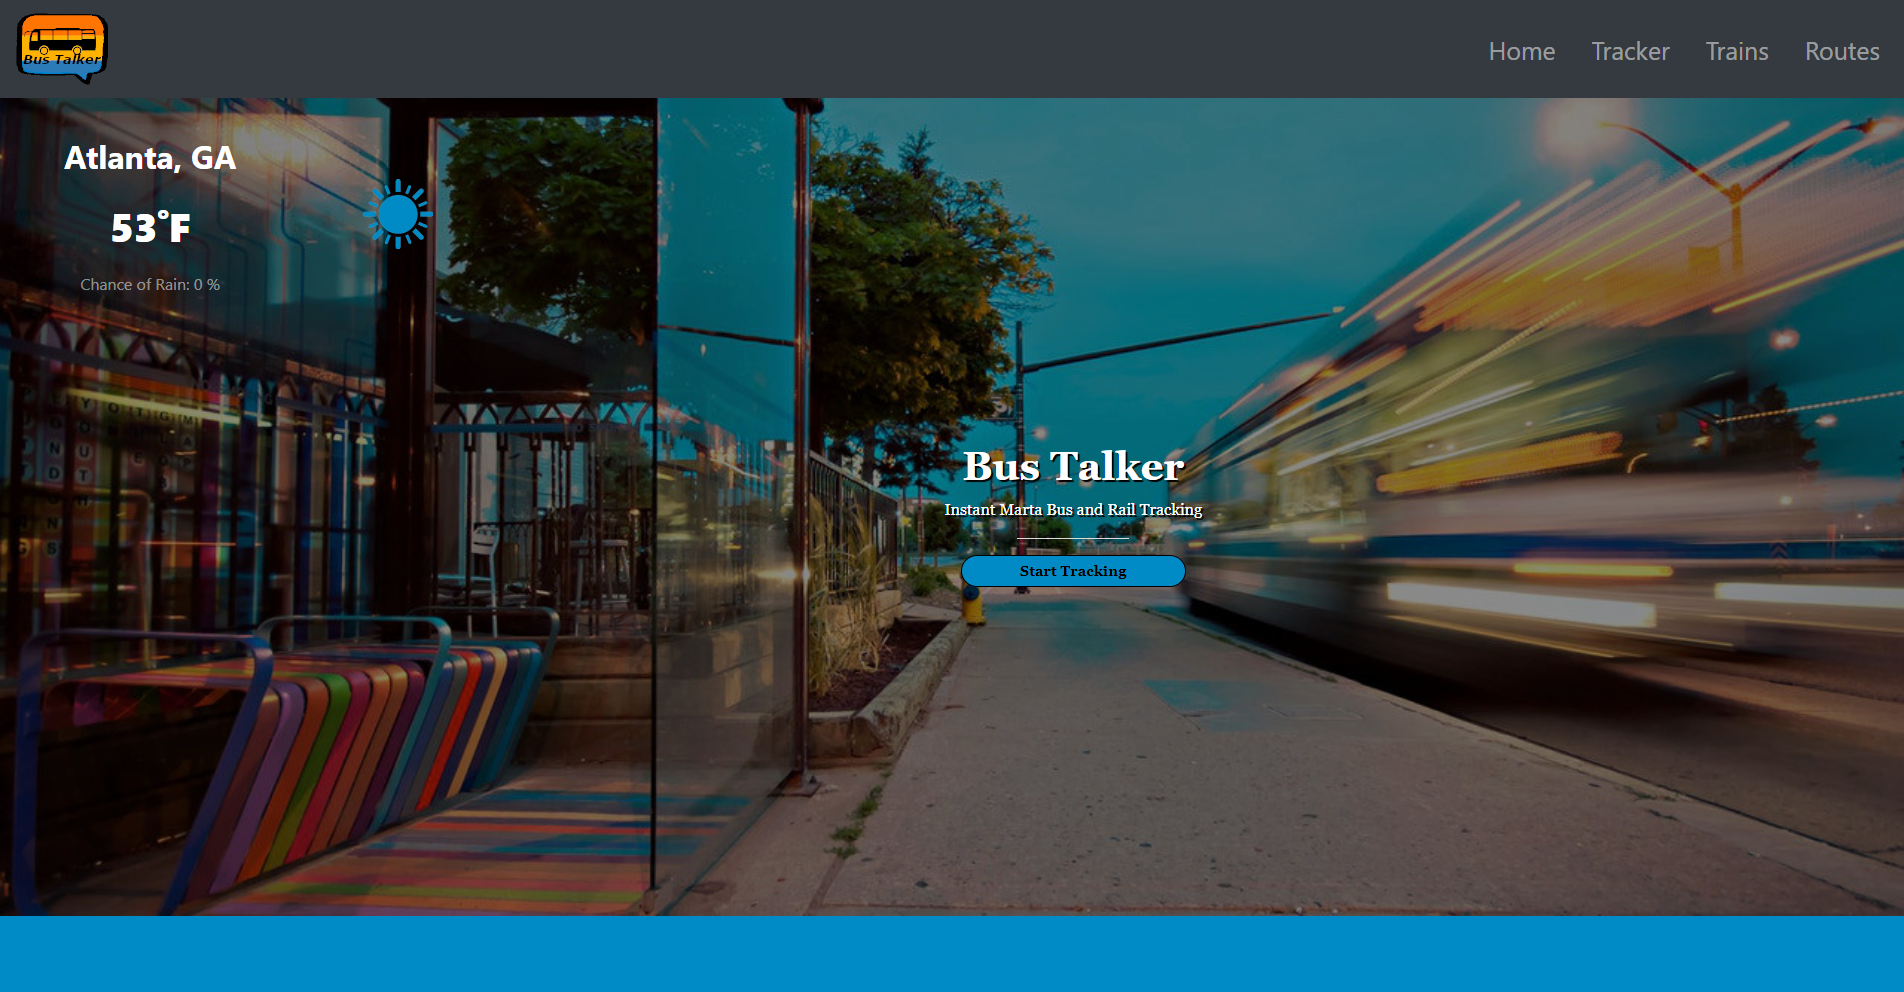 Bus Talker
Home Tracker Trains Routes
Atlanta, GA
53°F
Chance of Rain: 0 %
Bus Talker
Instant Marta Bus and Rail Tracking
Start Tracking